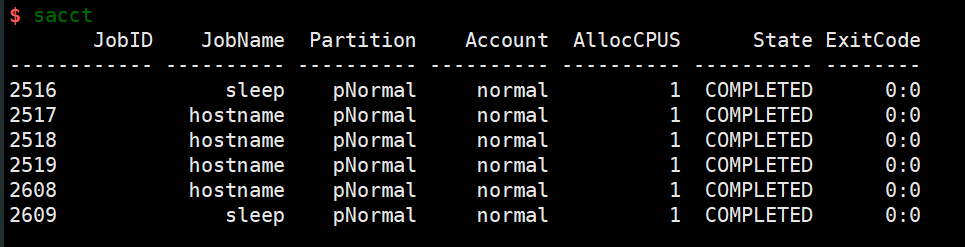 $ sacct
JobID JobName Partition Account AllocCPUS State ExitCode
------------ ---------- ---------- ---------- ---------- ---------- --------
2516 sleep pNormal normal 1 COMPLETED 0:0
2517 hostname pNormal normal 1 COMPLETED 0:0
2518 hostname pNormal normal 1 COMPLETED 0:0
2519 hostname pNormal normal 1 COMPLETED 0:0
2608 hostname pNormal normal 1 COMPLETED 0:0
2609 sleep pNormal normal 1 COMPLETED 0:0